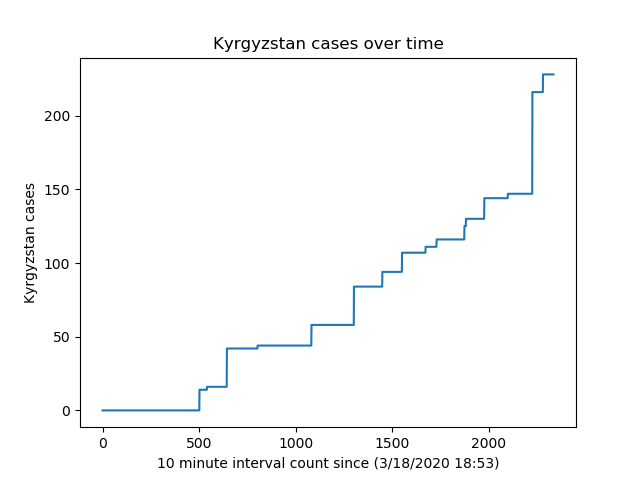 Kyrgyzstan cases over time
Kyrgyzstan cases
200
150
100
50
0
0 500 1000 1500 2000
10 minute interval count since (3/18/2020 18:53)